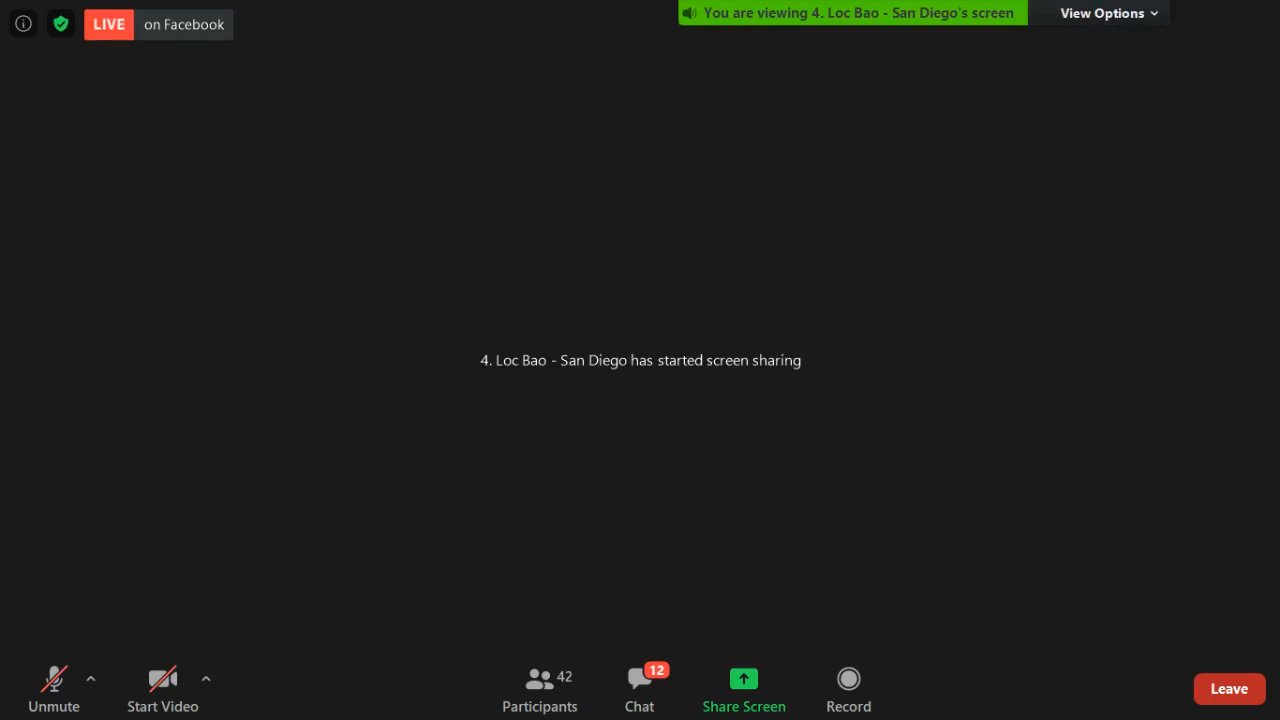 LIVE on Facebook
You are viewing 4. Loc Bao - San Diego's screen
View Options
4. Loc Bao - San Diego has started screen sharing
42
12
Unmute
Start Video
Participants
Chat
Share Screen
Record
Leave